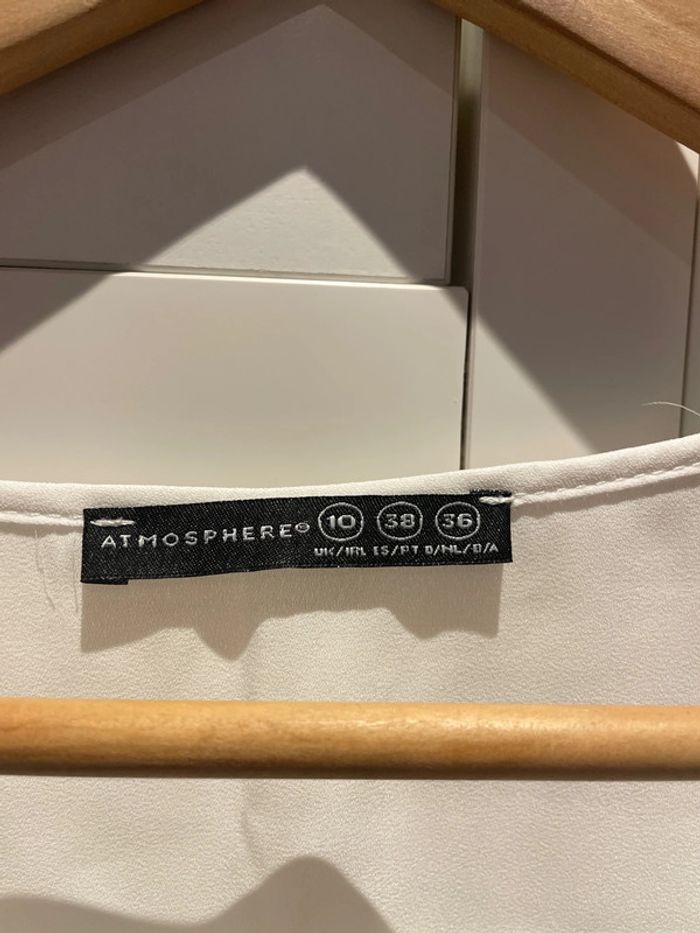 ATMOSPHERE® 10 38 36
UK/IRL ES/PT D/NL/B/A